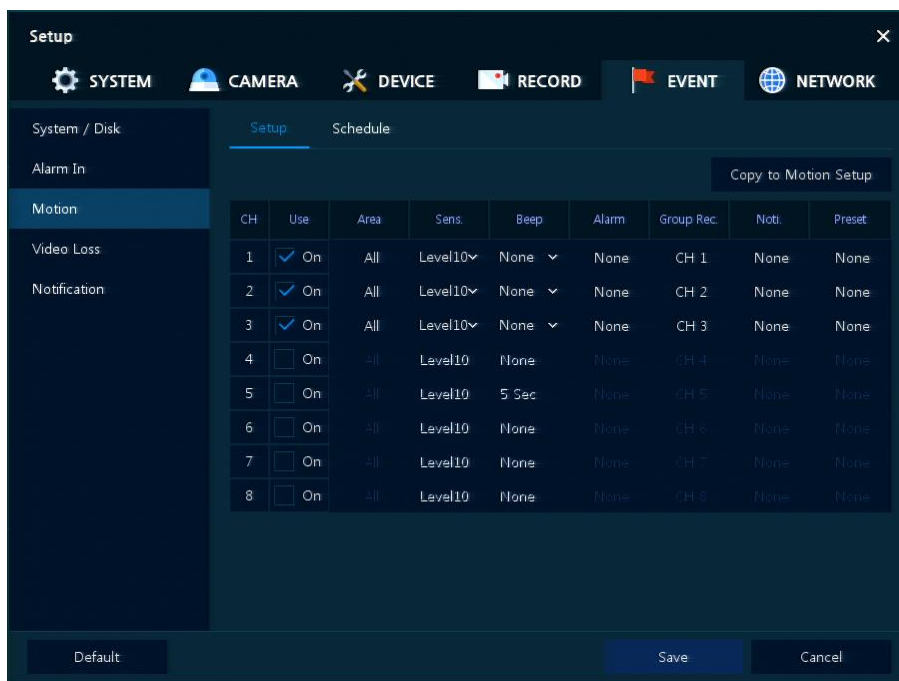 Setup
SYSTEM CAMERA DEVICE RECORD EVENT NETWORK
System / Disk
Alarm In
Motion
Video Loss
Notification
Setup Schedule
Copy to Motion Setup
CH Use Area Sens. Beep Alarm Group Rec. Noti. Preset
1 On All Level10 None None CH 1 None None
2 On All Level10 None None CH 2 None None
3 On All Level10 None None CH 3 None None
4 On All Level10 None None CH 4 None None
5 On All Level10 5 Sec None CH 5 None None
6 On All Level10 None None CH 6 None None
7 On All Level10 None None CH 7 None None
8 On All Level10 None None CH 8 None None
Default Save Cancel